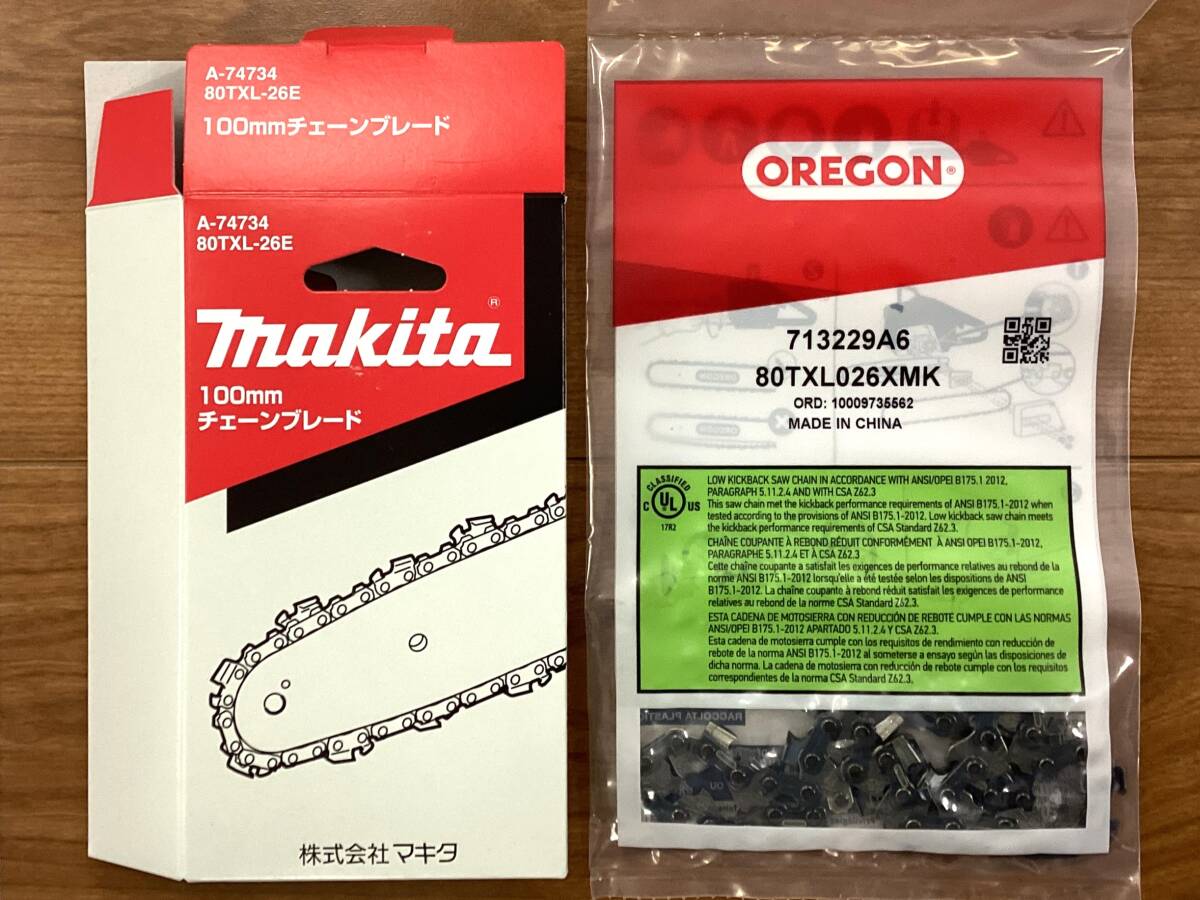 A-74734
80TXL-26E
100mmチェーンブレード
A-74734
80TXL-26E
makita®
100mm
チェーンブレード
株式会社マキタ
OREGON®
713229A6
80TXL026XMK
ORD: 10009735562
MADE IN CHINA
CLASSIFIED
C UL US
17R2
LOW KICKBACK SAW CHAIN IN ACCORDANCE WITH ANSI/OPEI B175.1 2012,
PARAGRAPH 5.11.2.4 AND WITH CSA Z62.3
This saw chain met the kickback performance requirements of ANSI B175.1-2012 when
tested according to the provisions of ANSI B175.1-2012. Low kickback saw chain meets
the kickback performance requirements of CSA Standard Z62.3.
CHAÎNE COUPANTE À REBOND RÉDUIT CONFORMÉMENT À ANSI OPEI B175.1-2012,
PARAGRAPHE 5.11.2.4 ET À CSA Z62.3
Cette chaîne coupante a satisfait les exigences de performance relatives au rebond de la
norme ANSI B175.1-2012 lorsqu'elle a été testée selon les dispositions de ANSI
B175.1-2012. La chaîne coupante à rebond réduit satisfait les exigences de performance
relatives au rebond de la norme CSA Standard Z62.3.
ESTA CADENA DE MOTOSIERRA CON REDUCCIÓN DE REBOTE CUMPLE CON LAS NORMAS
ANSI/OPEI B175.1-2012 APARTADO 5.11.2.4 Y CSA Z62.3.
Esta cadena de motosierra cumple con los requisitos de rendimiento con reducción de
rebote de la norma ANSI B175.1-2012 al someterse a ensayo según las disposiciones de
dicha norma. La cadena de motosierra con reducción de rebote cumple con los requisitos
correspondientes de la norma CSA Standard Z62.3.
RACCOLTA PLASTIC